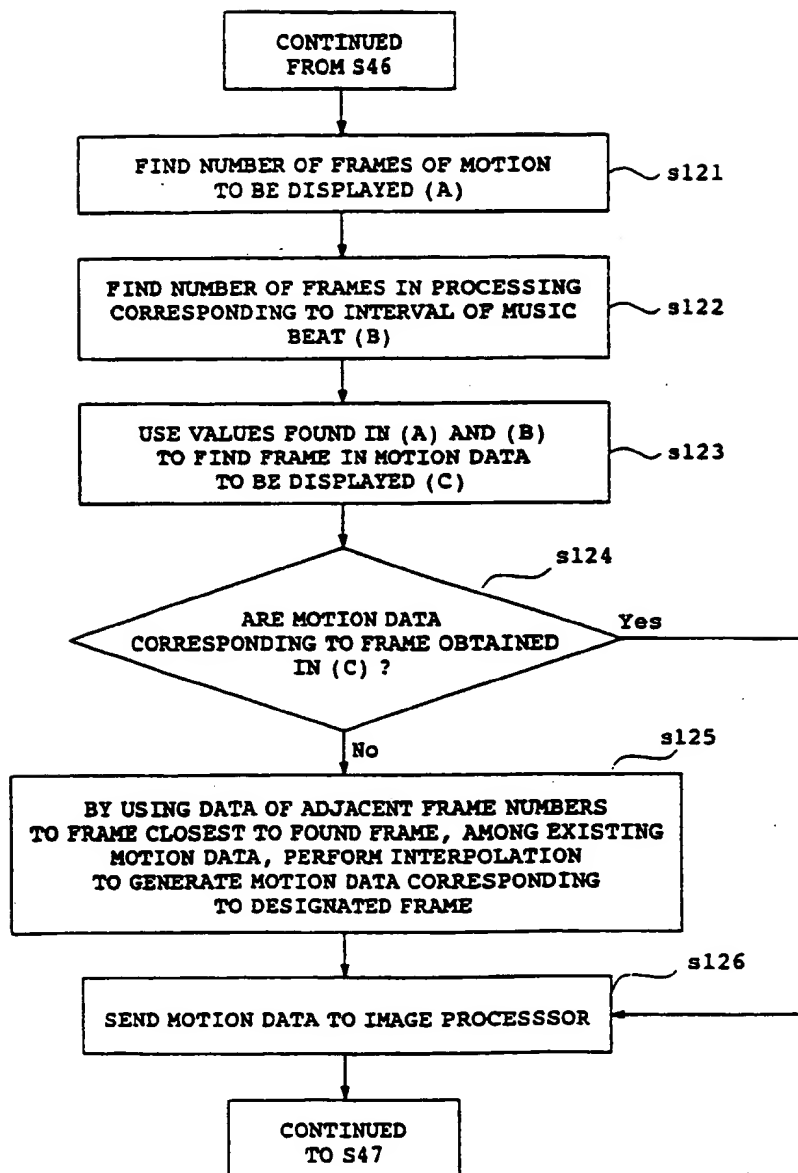 CONTINUED
FROM S46
FIND NUMBER OF FRAMES OF MOTION
TO BE DISPLAYED (A)
s121
FIND NUMBER OF FRAMES IN PROCESSING
CORRESPONDING TO INTERVAL OF MUSIC
BEAT (B)
s122
USE VALUES FOUND IN (A) AND (B)
TO FIND FRAME IN MOTION DATA
TO BE DISPLAYED (C)
s123
s124
ARE MOTION DATA
CORRESPONDING TO FRAME OBTAINED
IN (C) ?
Yes
No
s125
BY USING DATA OF ADJACENT FRAME NUMBERS
TO FRAME CLOSEST TO FOUND FRAME, AMONG EXISTING
MOTION DATA, PERFORM INTERPOLATION
TO GENERATE MOTION DATA CORRESPONDING
TO DESIGNATED FRAME
s126
SEND MOTION DATA TO IMAGE PROCESSSOR
CONTINUED
TO S47